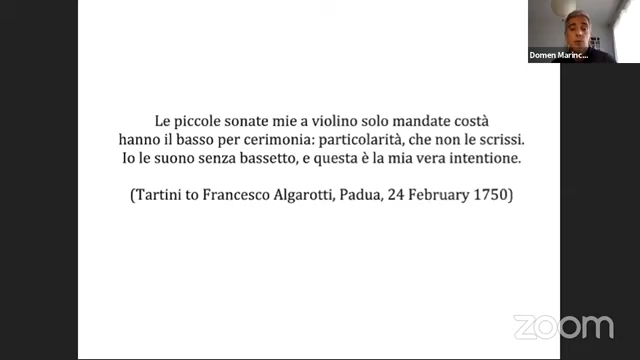 Domen Marinc...
Le piccole sonate mie a violino solo mandate costà
hanno il basso per cerimonia: particolarità, che non le scrissi.
Io le suono senza bassetto, e questa è la mia vera intentione.
(Tartini to Francesco Algarotti, Padua, 24 February 1750)
zoom